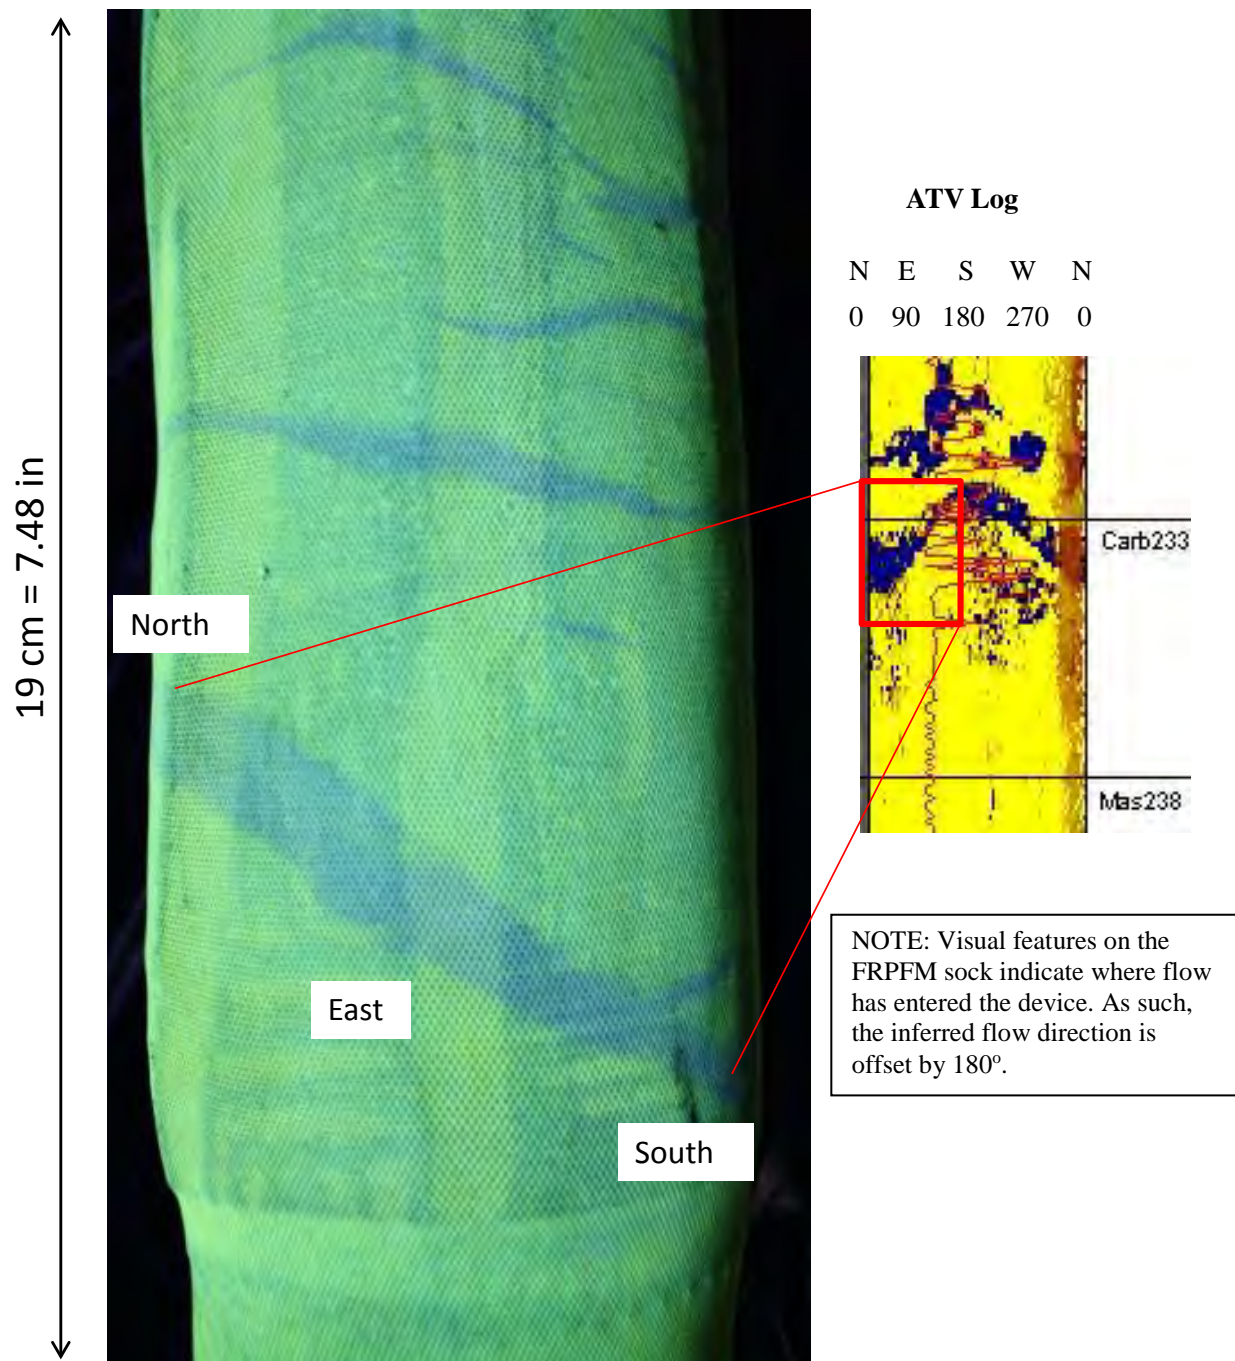 19 cm = 7.48 in
North
East
South
ATV Log
N E S W N
0 90 180 270 0
Carb233
Mas238
NOTE: Visual features on the
FRPFM sock indicate where flow
has entered the device. As such,
the inferred flow direction is
offset by 180°.